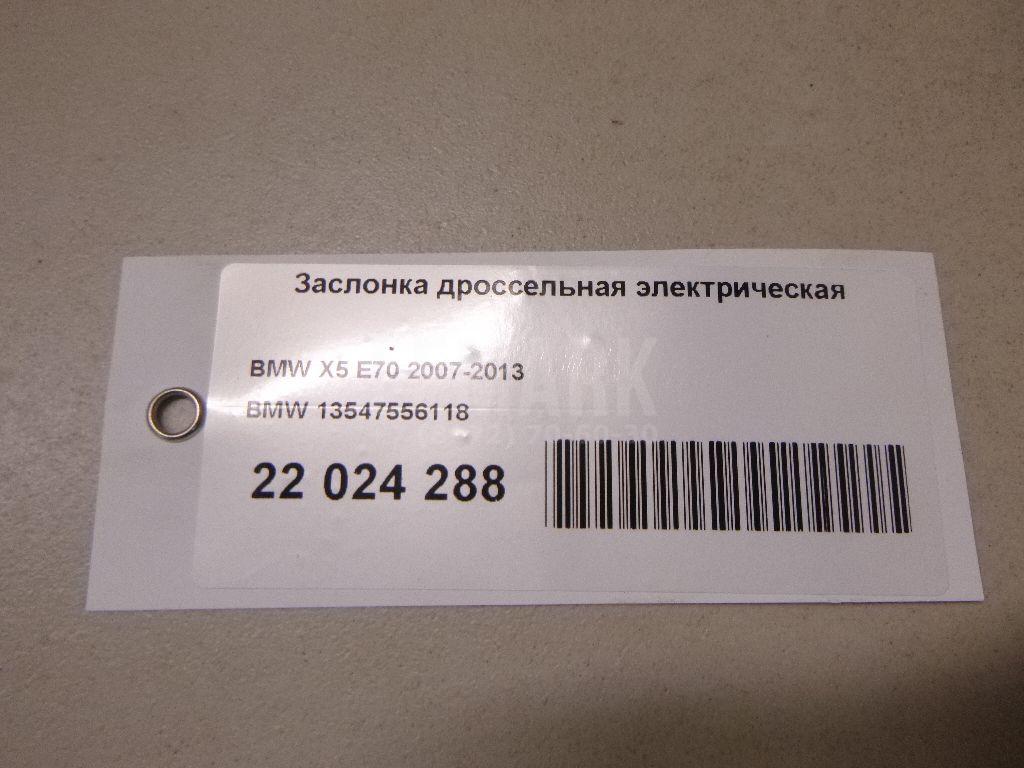 Заслонка дроссельная электрическая
BMW X5 E70 2007-2013
BMW 13547556118
22 024 288